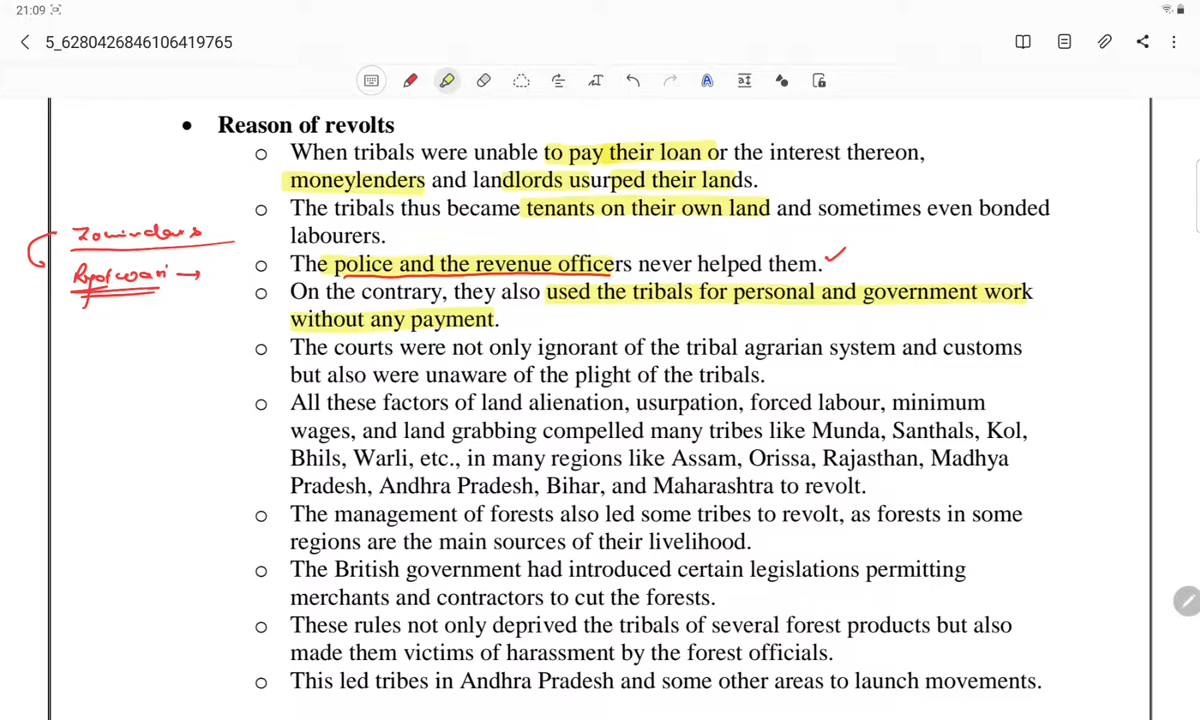 21:09
5_6280426846106419765
• Reason of revolts
o When tribals were unable to pay their loan or the interest thereon,
moneylenders and landlords usurped their lands.
o The tribals thus became tenants on their own land and sometimes even bonded
labourers.
Zamindars
o The police and the revenue officers never helped them.
Ryotwari →
o On the contrary, they also used the tribals for personal and government work
without any payment.
o The courts were not only ignorant of the tribal agrarian system and customs
but also were unaware of the plight of the tribals.
o All these factors of land alienation, usurpation, forced labour, minimum
wages, and land grabbing compelled many tribes like Munda, Santhals, Kol,
Bhils, Warli, etc., in many regions like Assam, Orissa, Rajasthan, Madhya
Pradesh, Andhra Pradesh, Bihar, and Maharashtra to revolt.
o The management of forests also led some tribes to revolt, as forests in some
regions are the main sources of their livelihood.
o The British government had introduced certain legislations permitting
merchants and contractors to cut the forests.
o These rules not only deprived the tribals of several forest products but also
made them victims of harassment by the forest officials.
o This led tribes in Andhra Pradesh and some other areas to launch movements.